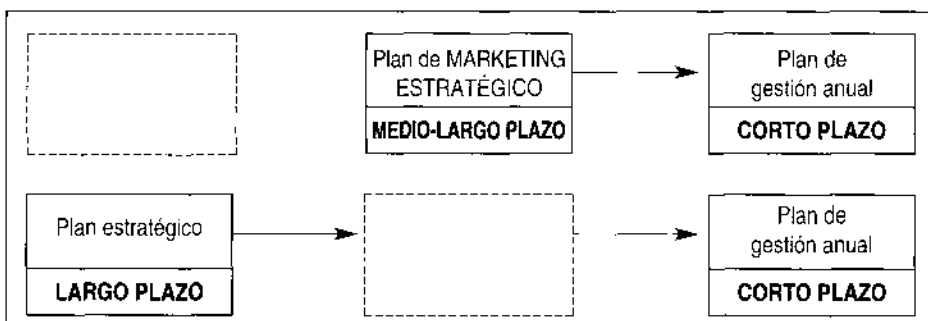 Plan de MARKETING
ESTRATÉGICO
MEDIO-LARGO PLAZO
Plan de
gestión anual
CORTO PLAZO
Plan estratégico
LARGO PLAZO
Plan de
gestión anual
CORTO PLAZO